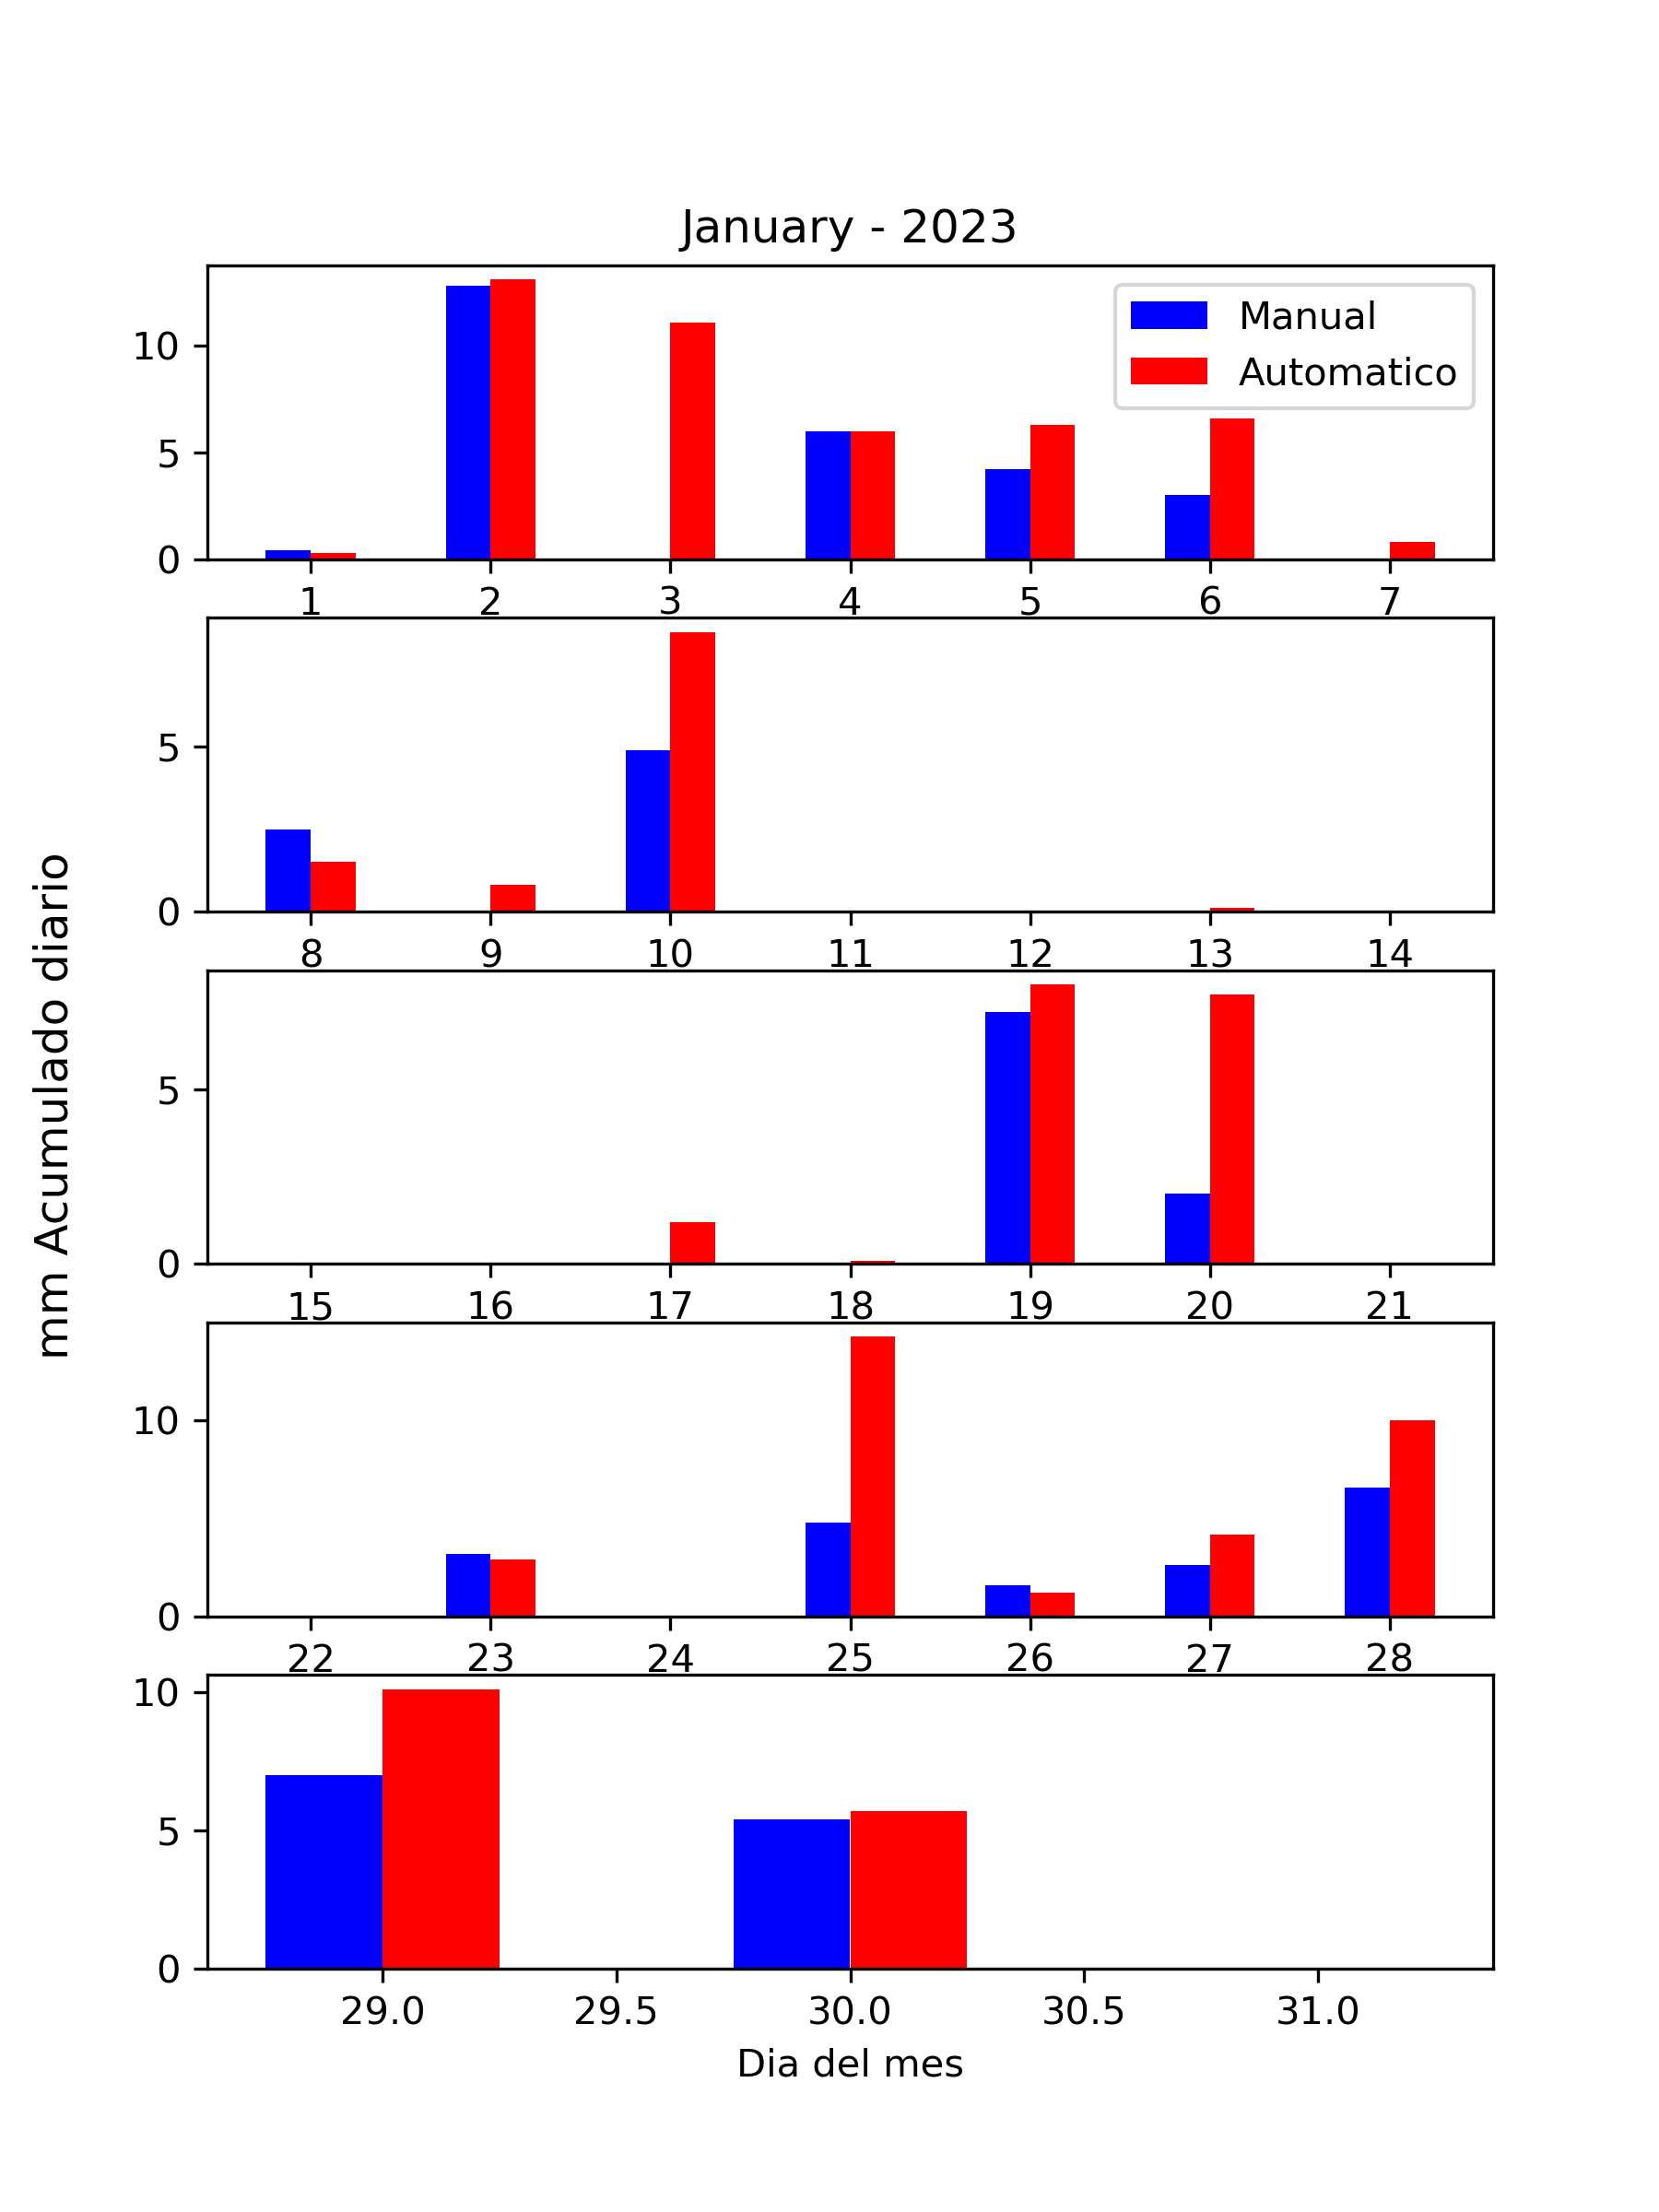 January - 2023
Manual
Automatico
10
5
0
1 2 3 4 5 6 7
5
0
8 9 10 11 12 13 14
mm Acumulado diario
5
0
15 16 17 18 19 20 21
10
0
22 23 24 25 26 27 28
10
5
0
29.0 29.5 30.0 30.5 31.0
Dia del mes